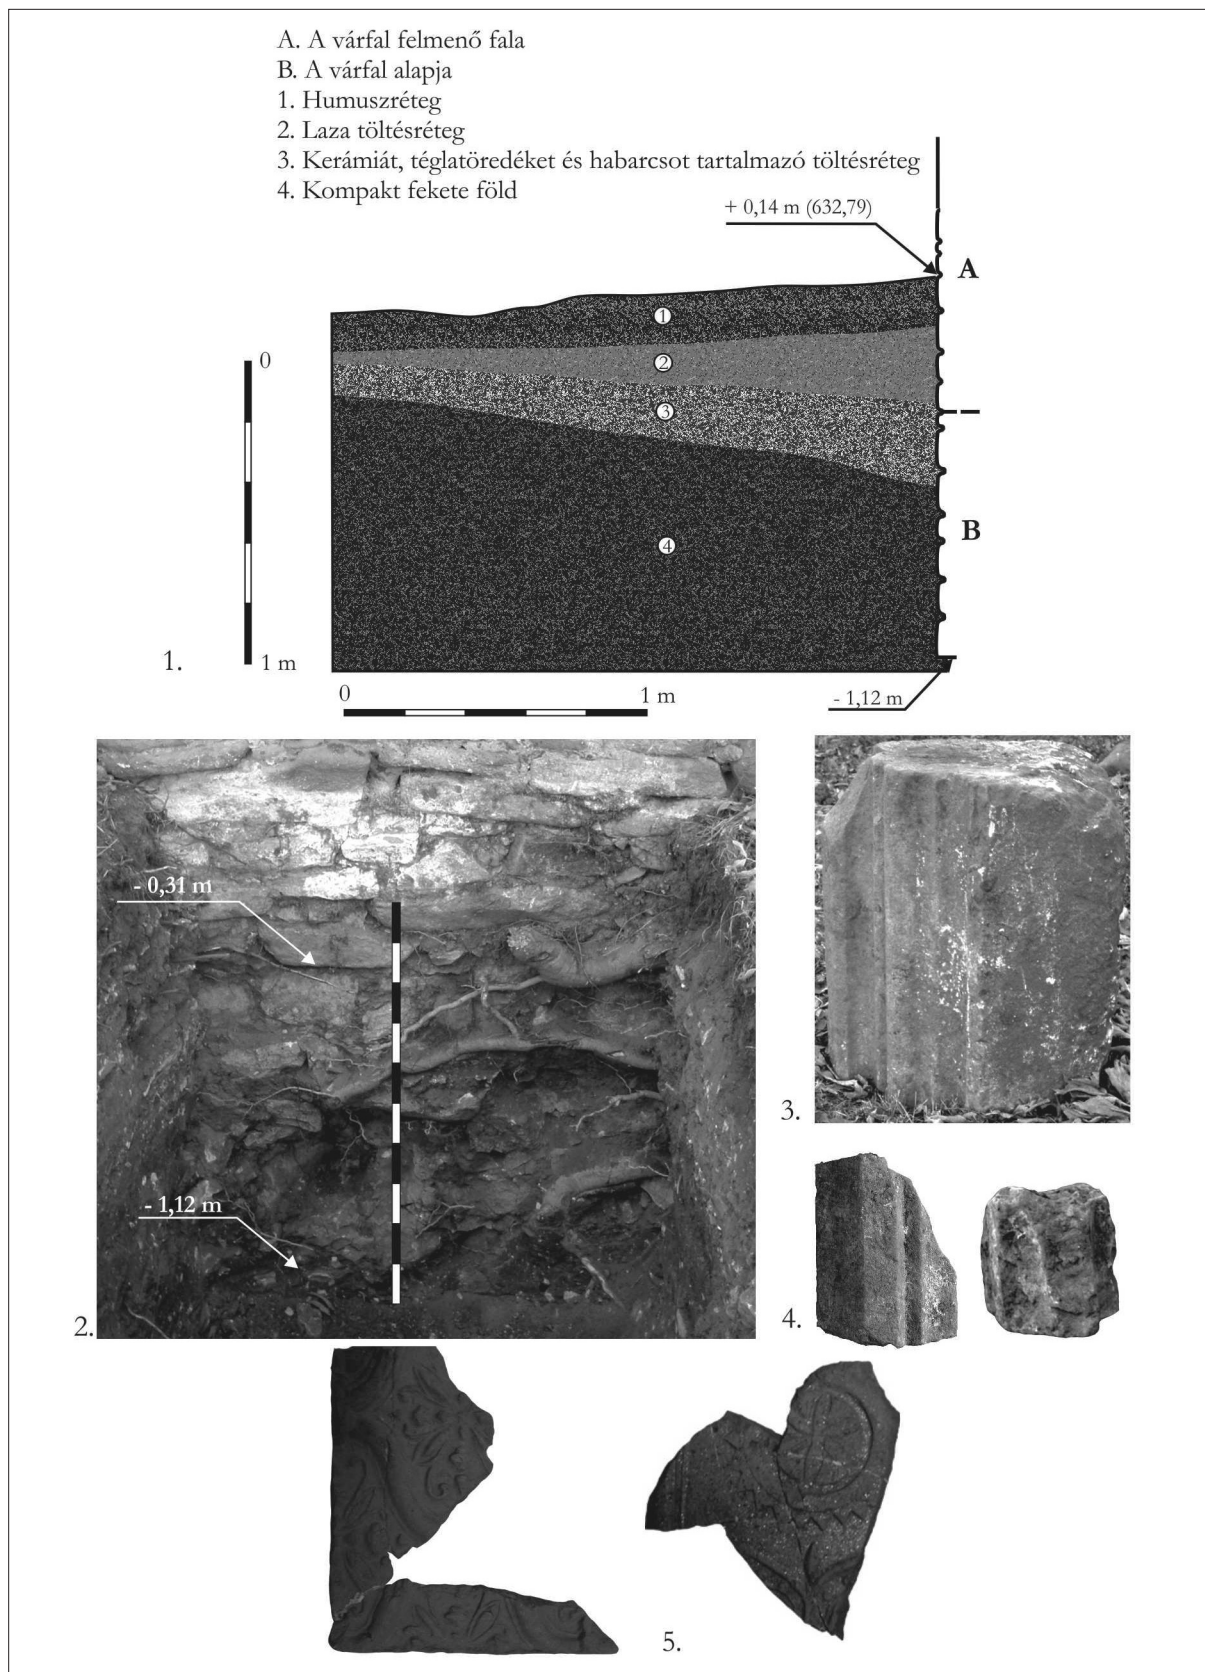 A. A várfal felmenő fala
B. A várfal alapja
1. Humuszréteg
2. Laza töltésréteg
3. Kerámiát, téglatöredéket és habarcsot tartalmazó töltésréteg
4. Kompakt fekete föld
+ 0,14 m (632,79)
A
1
0
2
3
B
4
1.
1 m
0
1 m
- 1,12 m
- 0,31 m
3.
- 1,12 m
2.
4.
5.